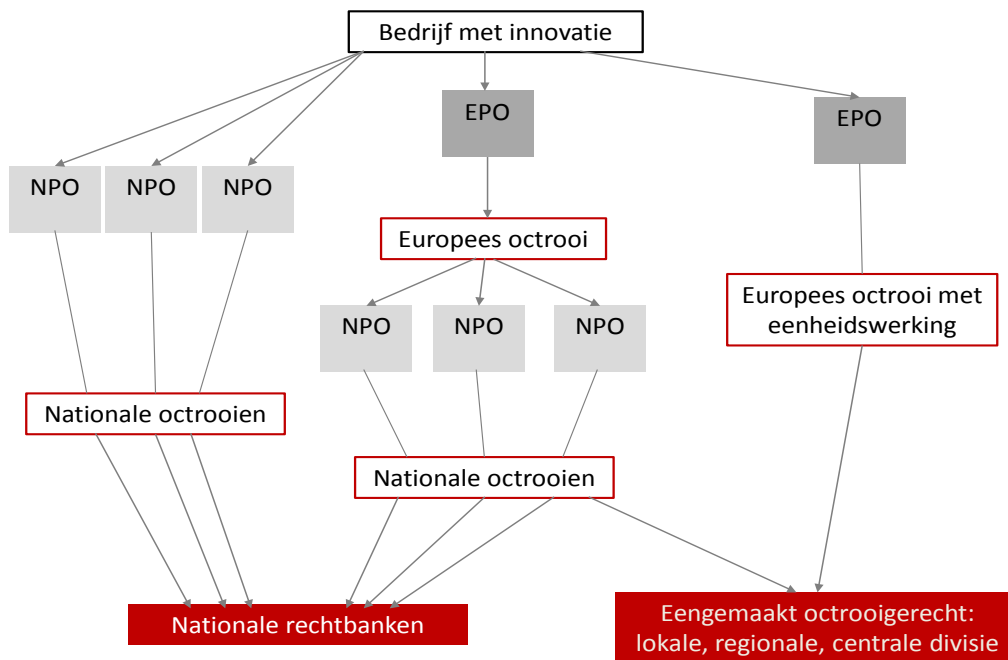 Bedrijf met innovatie
EPO
EPO
NPO
NPO
NPO
Europees octrooi
Europees octrooi met
eenheidswerking
NPO
NPO
NPO
Nationale octrooien
Nationale octrooien
Nationale rechtbanken
Eengemaakt octrooigerecht:
lokale, regionale, centrale divisie